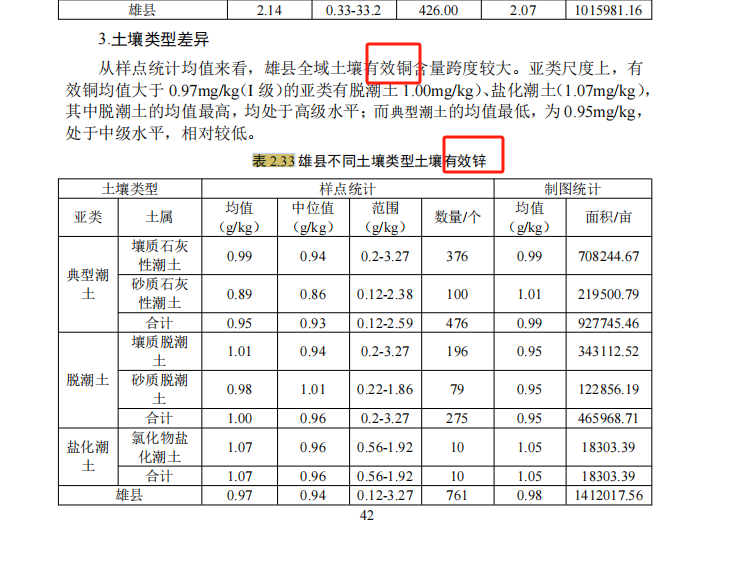 雄县 2.14 0.33-33.2 426.00 2.07 1015981.16
3.土壤类型差异
从样点统计均值来看，雄县全域土壤有效铜含量跨度较大。亚类尺度上，有
效铜均值大于 0.97mg/kg(I 级)的亚类有脱潮土 1.00mg/kg)、盐化潮土(1.07mg/kg)，
其中脱潮土的均值最高，均处于高级水平；而典型潮土的均值最低，为 0.95mg/kg，
处于中级水平，相对较低。
表 2.33 雄县不同土壤类型土壤有效锌
土壤类型 样点统计 制图统计
亚类 土属 均值（g/kg） 中位值（g/kg） 范围（g/kg） 数量/个 均值（g/kg） 面积/亩
典型潮土 壤质石灰性潮土 0.99 0.94 0.2-3.27 376 0.99 708244.67
砂质石灰性潮土 0.89 0.86 0.12-2.38 100 1.01 219500.79
合计 0.95 0.93 0.12-2.59 476 0.99 927745.46
脱潮土 壤质脱潮土 1.01 0.94 0.2-3.27 196 0.95 343112.52
砂质脱潮土 0.98 1.01 0.22-1.86 79 0.95 122856.19
合计 1.00 0.96 0.2-3.27 275 0.95 465968.71
盐化潮土 氯化物盐化潮土 1.07 0.96 0.56-1.92 10 1.05 18303.39
合计 1.07 0.96 0.56-1.92 10 1.05 18303.39
雄县 0.97 0.94 0.12-3.27 761 0.98 1412017.56
42